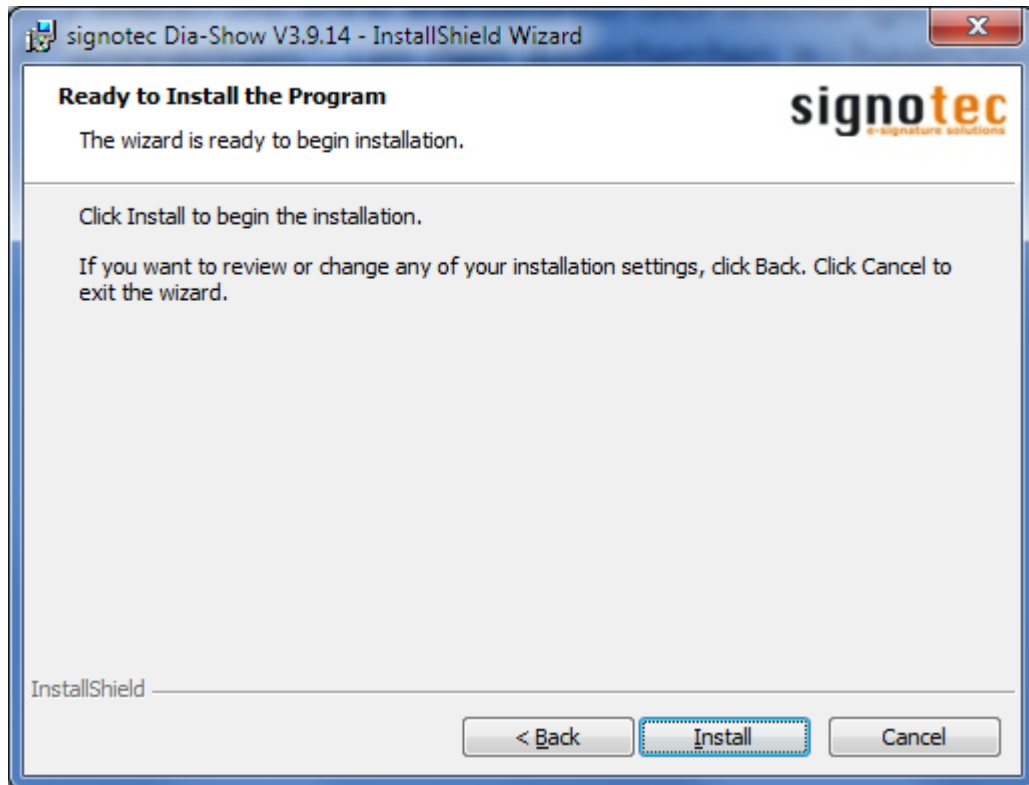 signotec Dia-Show V3.9.14 - InstallShield Wizard
Ready to Install the Program
The wizard is ready to begin installation.
signotec
e-signature solutions
Click Install to begin the installation.
If you want to review or change any of your installation settings, click Back. Click Cancel to
exit the wizard.
InstallShield
< Back
Install
Cancel